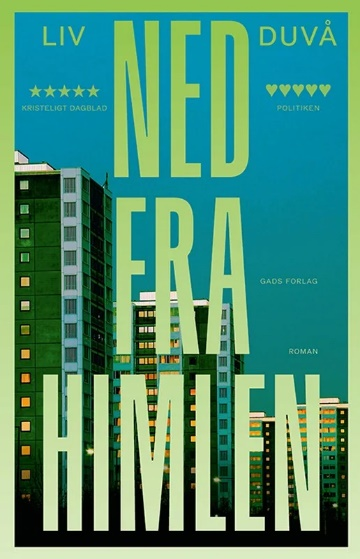 LIV DUVÅ
★★★★★
KRISTELIGT DAGBLAD
♥♥♥♥♥
POLITIKEN
NED
FRA
GADS FORLAG
ROMAN
HIMLEN